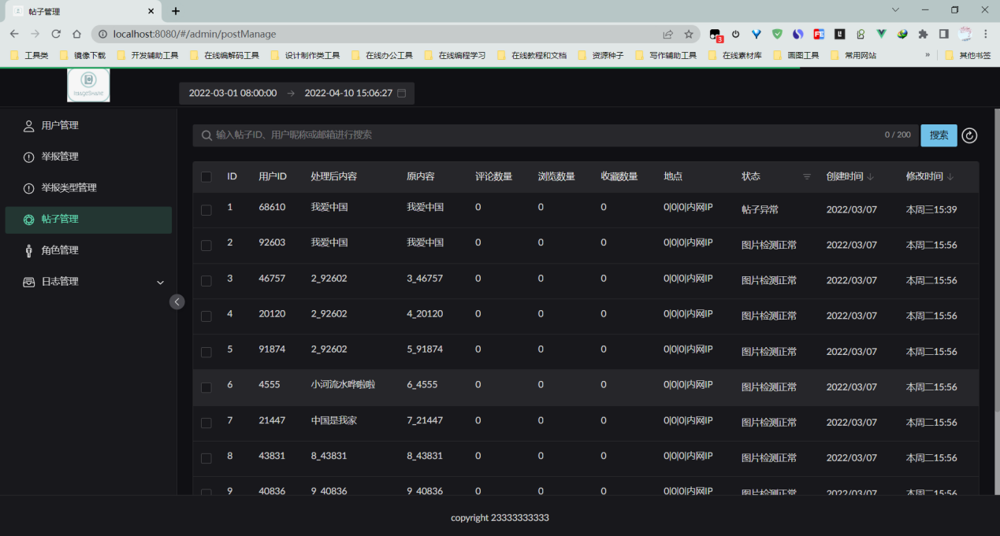 帖子管理
localhost:8080/#/admin/postManage
3
工具类 镜像下载 开发辅助工具 在线编解码工具 设计制作类工具 在线办公工具 在线编程学习 在线教程和文档 资源种子 写作辅助工具 在线素材库 画图工具 常用网站 » 其他书签
2022-03-01 08:00:00 → 2022-04-10 15:06:27
用户管理
举报管理
举报类型管理
帖子管理
角色管理
日志管理
输入帖子ID、用户昵称或邮箱进行搜索 0 / 200 搜索
ID 用户ID 处理后内容 原内容 评论数量 浏览数量 收藏数量 地点 状态 创建时间 修改时间
1 68610 我爱中国 我爱中国 0 0 0 0|0|0|内网IP 帖子异常 2022/03/07 本周三15:39
2 92603 我爱中国 我爱中国 0 0 0 0|0|0|内网IP 图片检测正常 2022/03/07 本周二15:56
3 46757 2_92602 3_46757 0 0 0 0|0|0|内网IP 图片检测正常 2022/03/07 本周二15:56
4 20120 2_92602 4_20120 0 0 0 0|0|0|内网IP 图片检测正常 2022/03/07 本周二15:56
5 91874 2_92602 5_91874 0 0 0 0|0|0|内网IP 图片检测正常 2022/03/07 本周二15:56
6 4555 小河流水哗啦啦 6_4555 0 0 0 0|0|0|内网IP 图片检测正常 2022/03/07 本周二15:56
7 21447 中国是我家 7_21447 0 0 0 0|0|0|内网IP 图片检测正常 2022/03/07 本周二15:56
8 43831 8_43831 8_43831 0 0 0 0|0|0|内网IP 图片检测正常 2022/03/07 本周二15:56
9 40836 9_40836 9_40836 0 0 0 0|0|0|内网IP 图片检测正常 2022/03/07 本周二15:56
copyright 23333333333